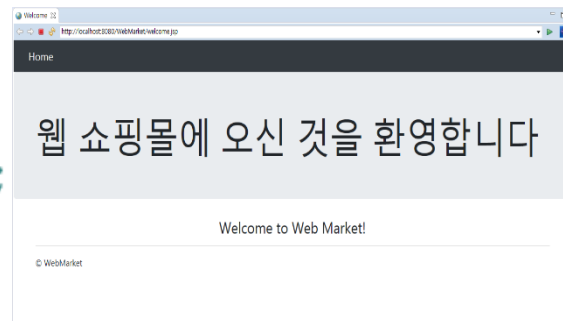 Welcome
http://localhost:8080/WebMarket/welcome.jsp
Home
웹 쇼핑몰에 오신 것을 환영합니다
Welcome to Web Market!
© WebMarket